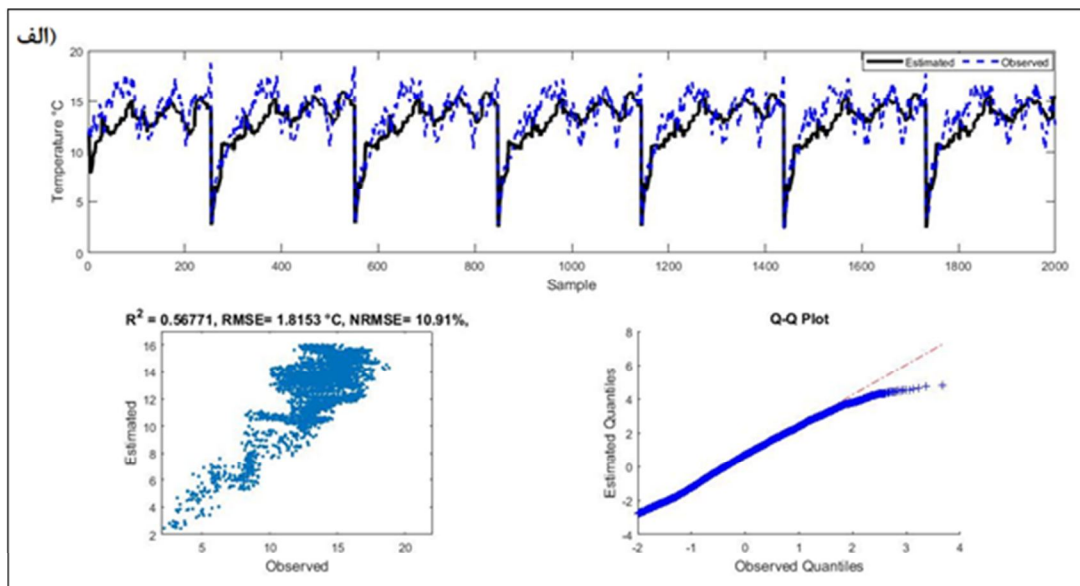 الف)
20
15
10
5
0
Temperature °C
Estimated Observed
0 200 400 600 800 1000 1200 1400 1600 1800 2000
Sample
R2 = 0.56771, RMSE= 1.8153 °C, NRMSE= 10.91%,
16
14
12
10
8
6
4
2
Estimated
5 10 15 20
Observed
Q-Q Plot
8
6
4
2
0
-2
-4
Estimated Quantiles
-2 -1 0 1 2 3 4
Observed Quantiles